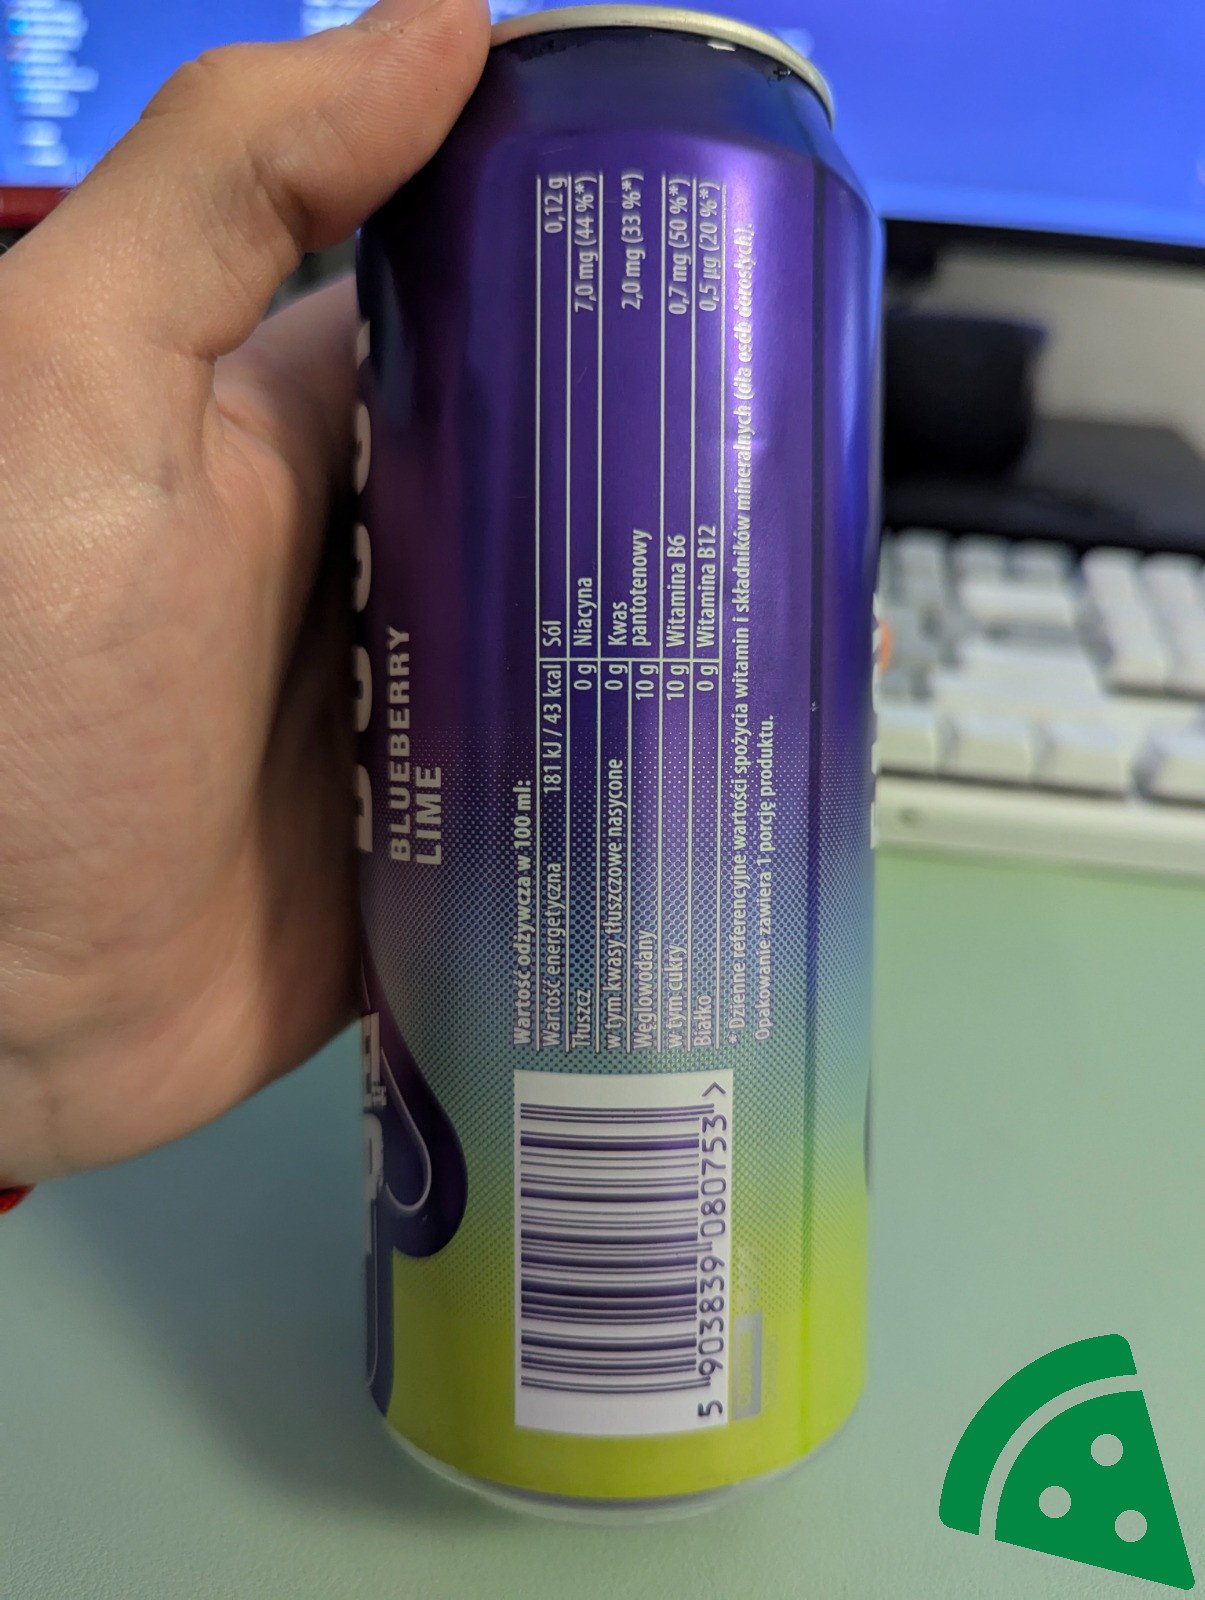 BLUEBERRY
LIME
Wartość odżywcza w 100 ml:
Wartość energetyczna 181 kJ / 43 kcal
Tłuszcz 0 g
w tym kwasy tłuszczowe nasycone 0 g
Węglowodany 10 g
w tym cukry 10 g
Białko 0 g
Sól 0,12 g
Niacyna 7,0 mg (44 %*)
Kwas
pantotenowy 2,0 mg (33 %*)
Witamina B6 0,7 mg (50 %*)
Witamina B12 0,5 µg (20 %*)
* Dzienne referencyjne wartości spożycia witamin i składników mineralnych (dla osób dorosłych).
Opakowanie zawiera 1 porcję produktu.
5 903839 080753 >